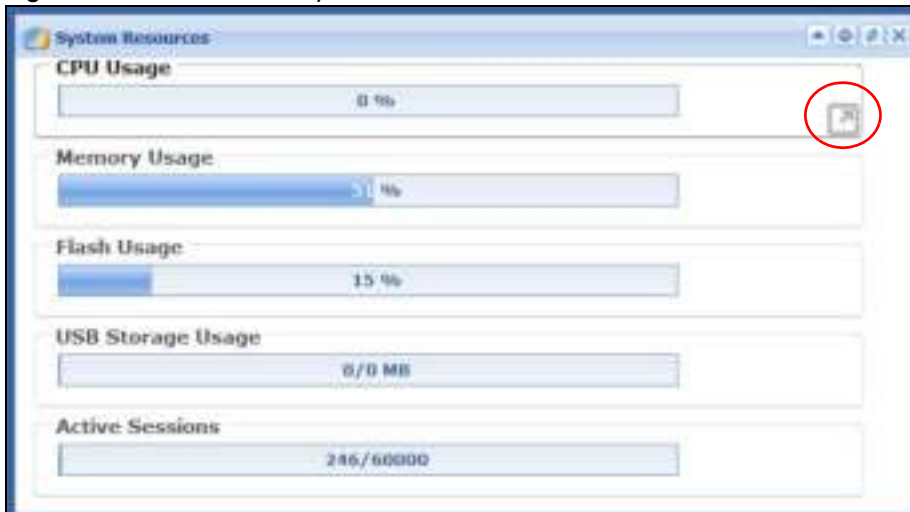 System Resources
CPU Usage
0 %
Memory Usage
51 %
Flash Usage
15 %
USB Storage Usage
0/0 MB
Active Sessions
246/60000